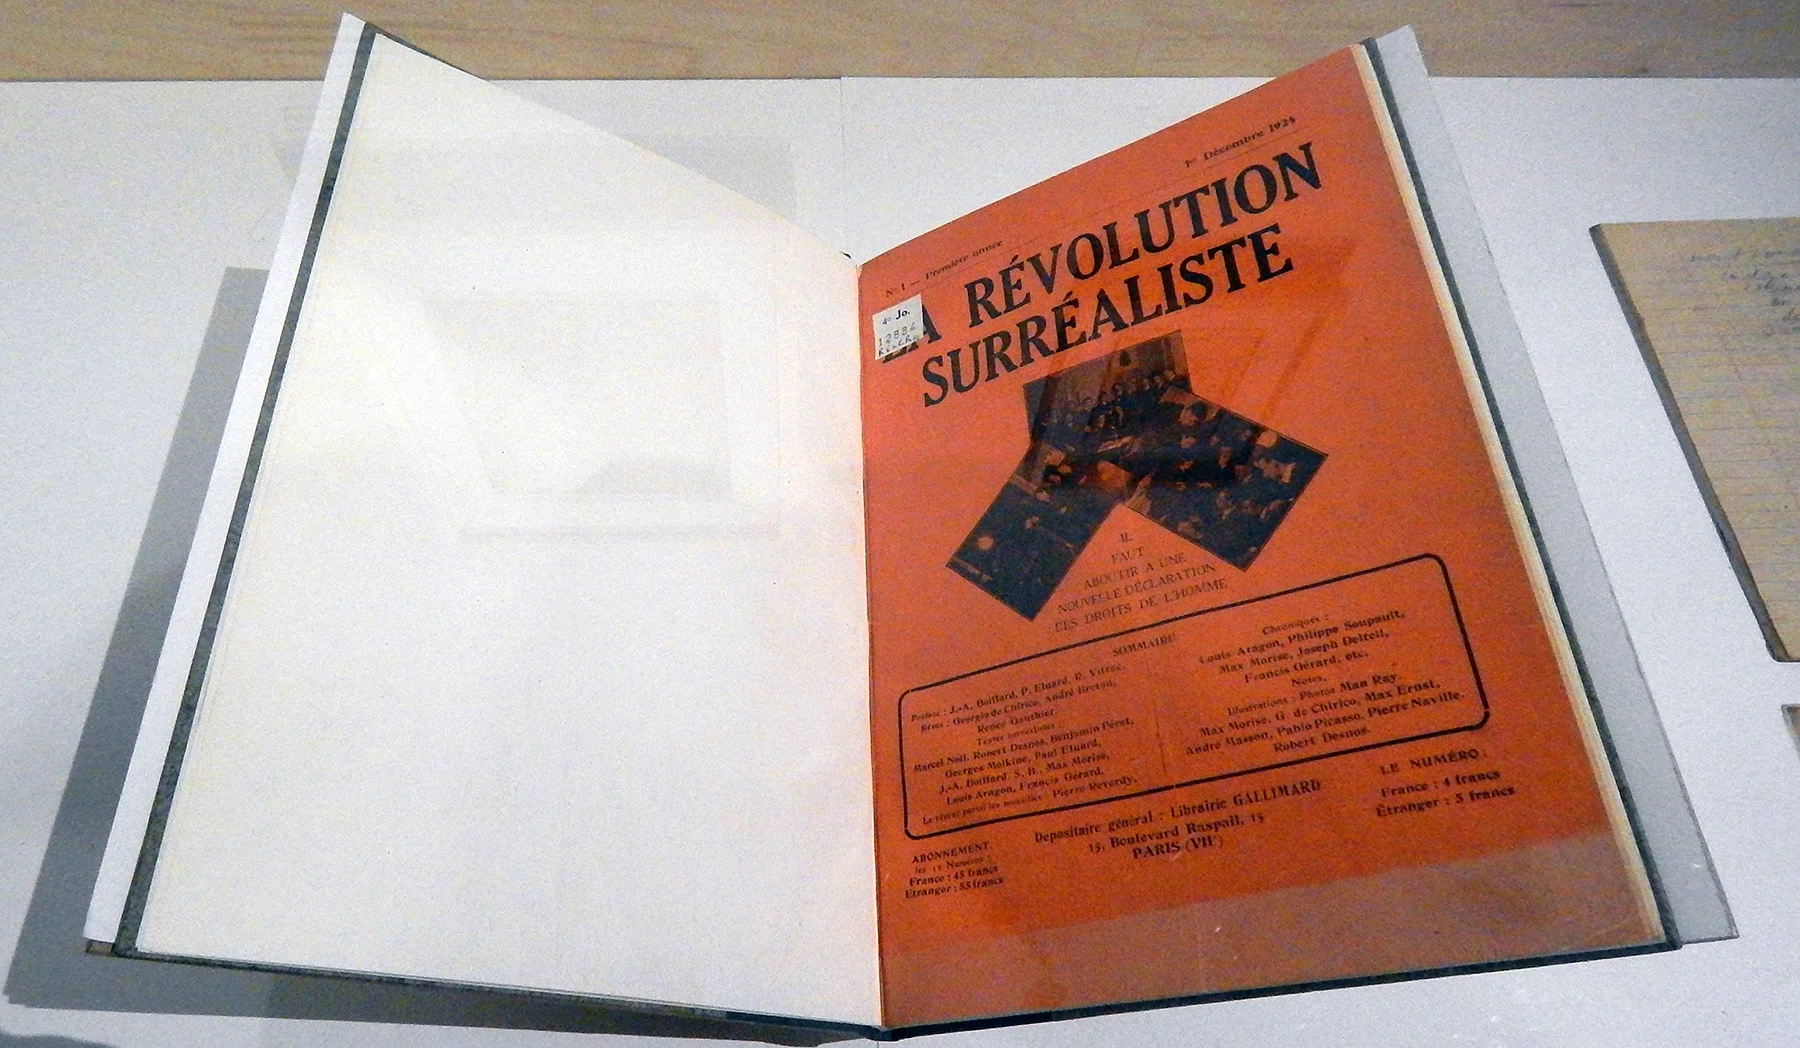 N° 1 — Première année
1er Décembre 1924
LA RÉVOLUTION
SURRÉALISTE
4° Jo.
12884
RÉSERVE
IL
FAUT
ABOUTIR A UNE
NOUVELLE DÉCLARATION
DES DROITS DE L'HOMME
SOMMAIRE
Préface : J.-A. Boiffard, P. Eluard, R. Vitrac.
Rêves : Georgio de Chirico, André Breton,
Renée Gauthier.
Textes surréalistes :
Marcel Noll, Robert Desnos, Benjamin Péret,
Georges Malkine, Paul Eluard,
J.-A. Boiffard, S. B., Max Morise,
Louis Aragon, Francis Gérard.
Le rêveur parmi les murailles : Pierre Reverdy.
Chroniques :
Louis Aragon, Philippe Soupault,
Max Morise, Joseph Delteil,
Francis Gérard, etc.
Notes.
Illustrations : Photos Man Ray.
Max Morise, G. de Chirico, Max Ernst,
André Masson, Pablo Picasso, Pierre Naville.
Robert Desnos.
ABONNEMENT,
les 12 Numéros :
France : 45 francs
Étranger : 55 francs
Dépositaire général : Librairie GALLIMARD
15, Boulevard Raspail, 15
PARIS (VIIe)
LE NUMÉRO :
France : 4 francs
Étranger : 5 francs